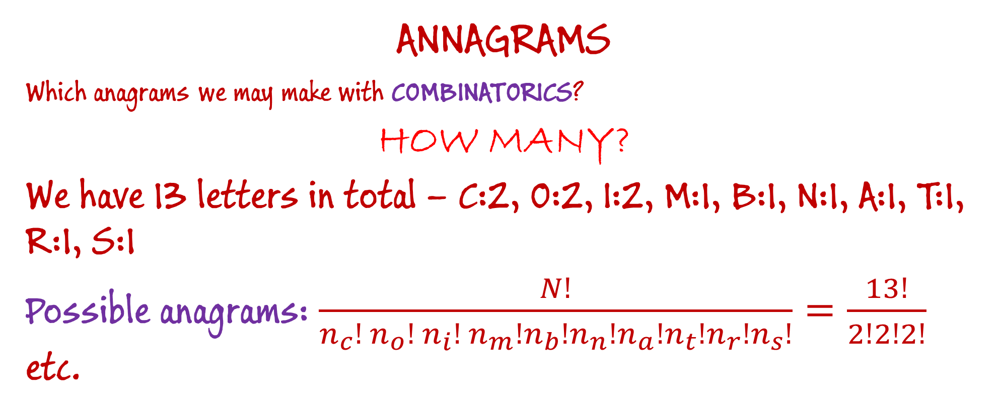 ANNAGRAMS
Which anagrams we may make with COMBINATORICS?
HOW MANY?
We have 13 letters in total – C:2, O:2, I:2, M:1, B:1, N:1, A:1, T:1,
R:1, S:1
Possible anagrams: \frac{N!}{n_c! n_o! n_i! n_m! n_b! n_n! n_a! n_t! n_r! n_s!} = \frac{13!}{2!2!2!}
etc.